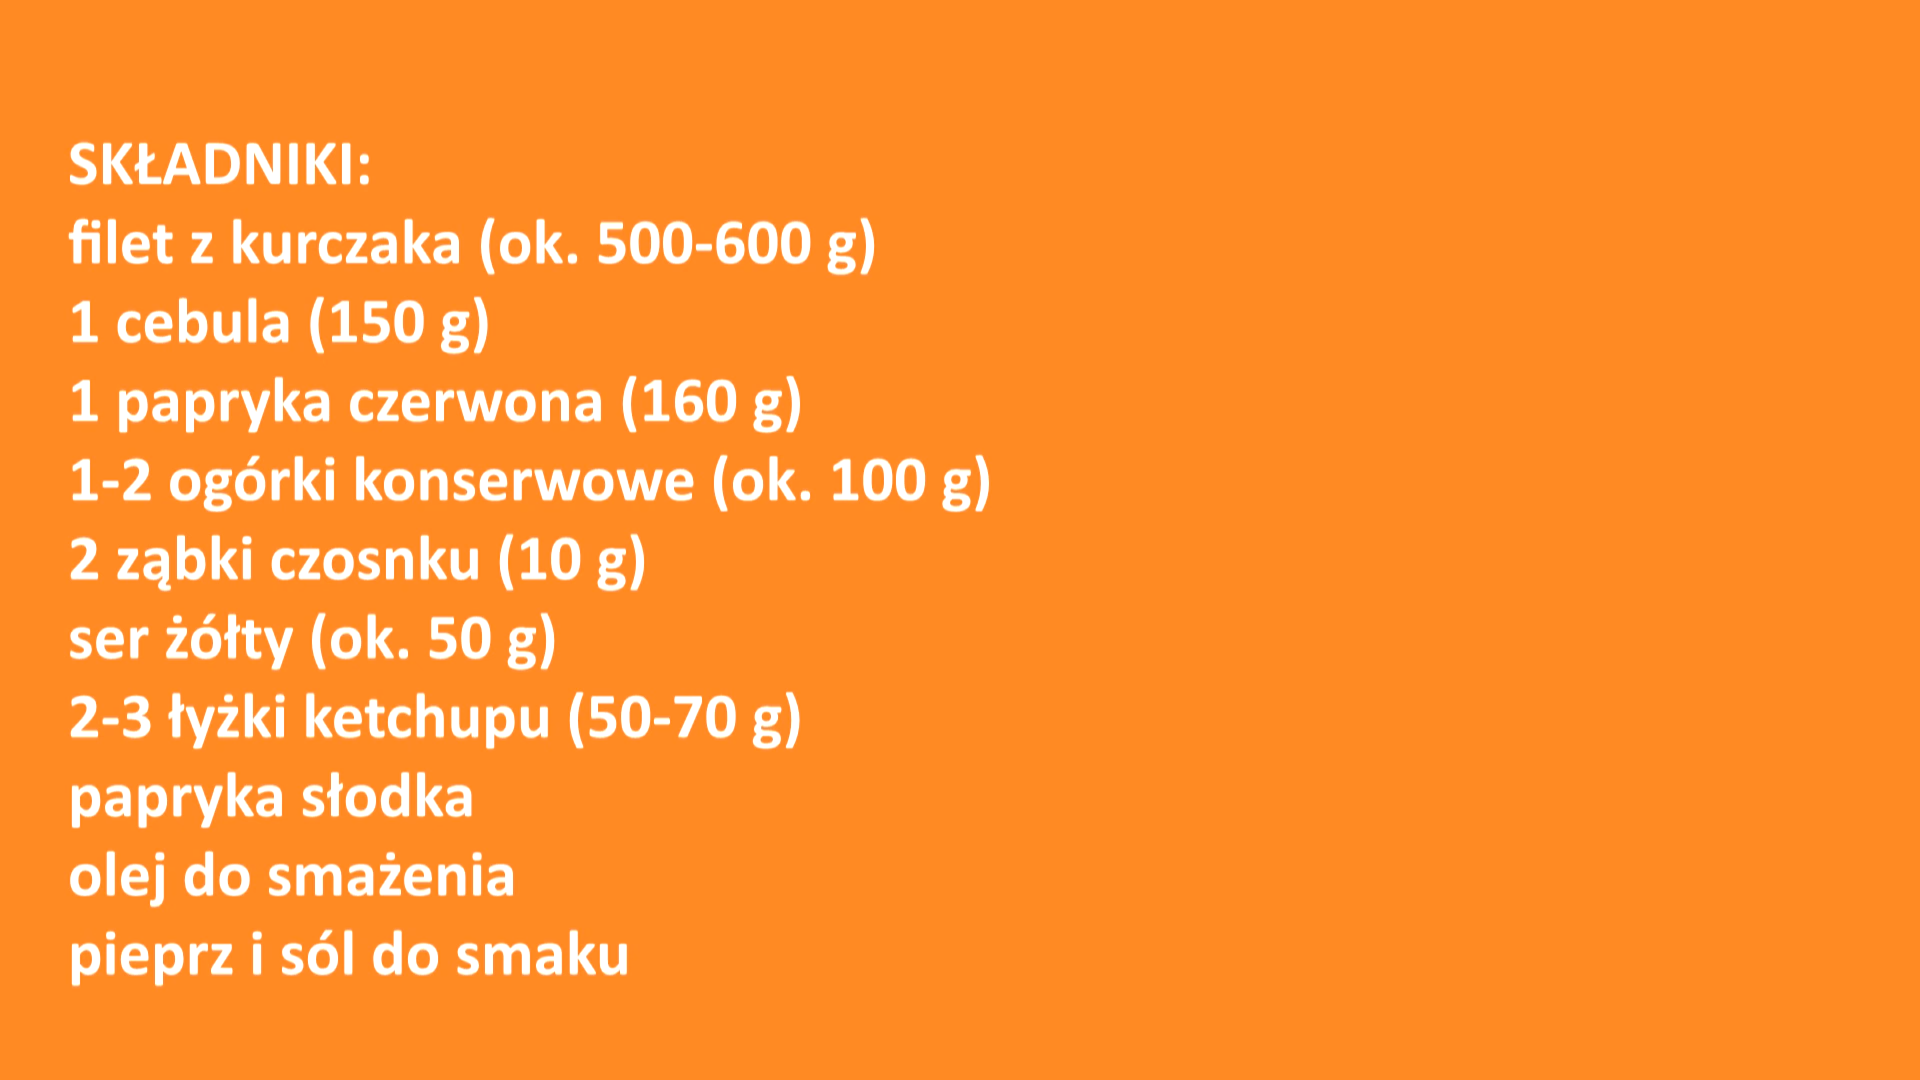 SKŁADNIKI:
filet z kurczaka (ok. 500-600 g)
1 cebula (150 g)
1 papryka czerwona (160 g)
1-2 ogórki konserwowe (ok. 100 g)
2 ząbki czosnku (10 g)
ser żółty (ok. 50 g)
2-3 łyżki ketchupu (50-70 g)
papryka słodka
olej do smażenia
pieprz i sól do smaku